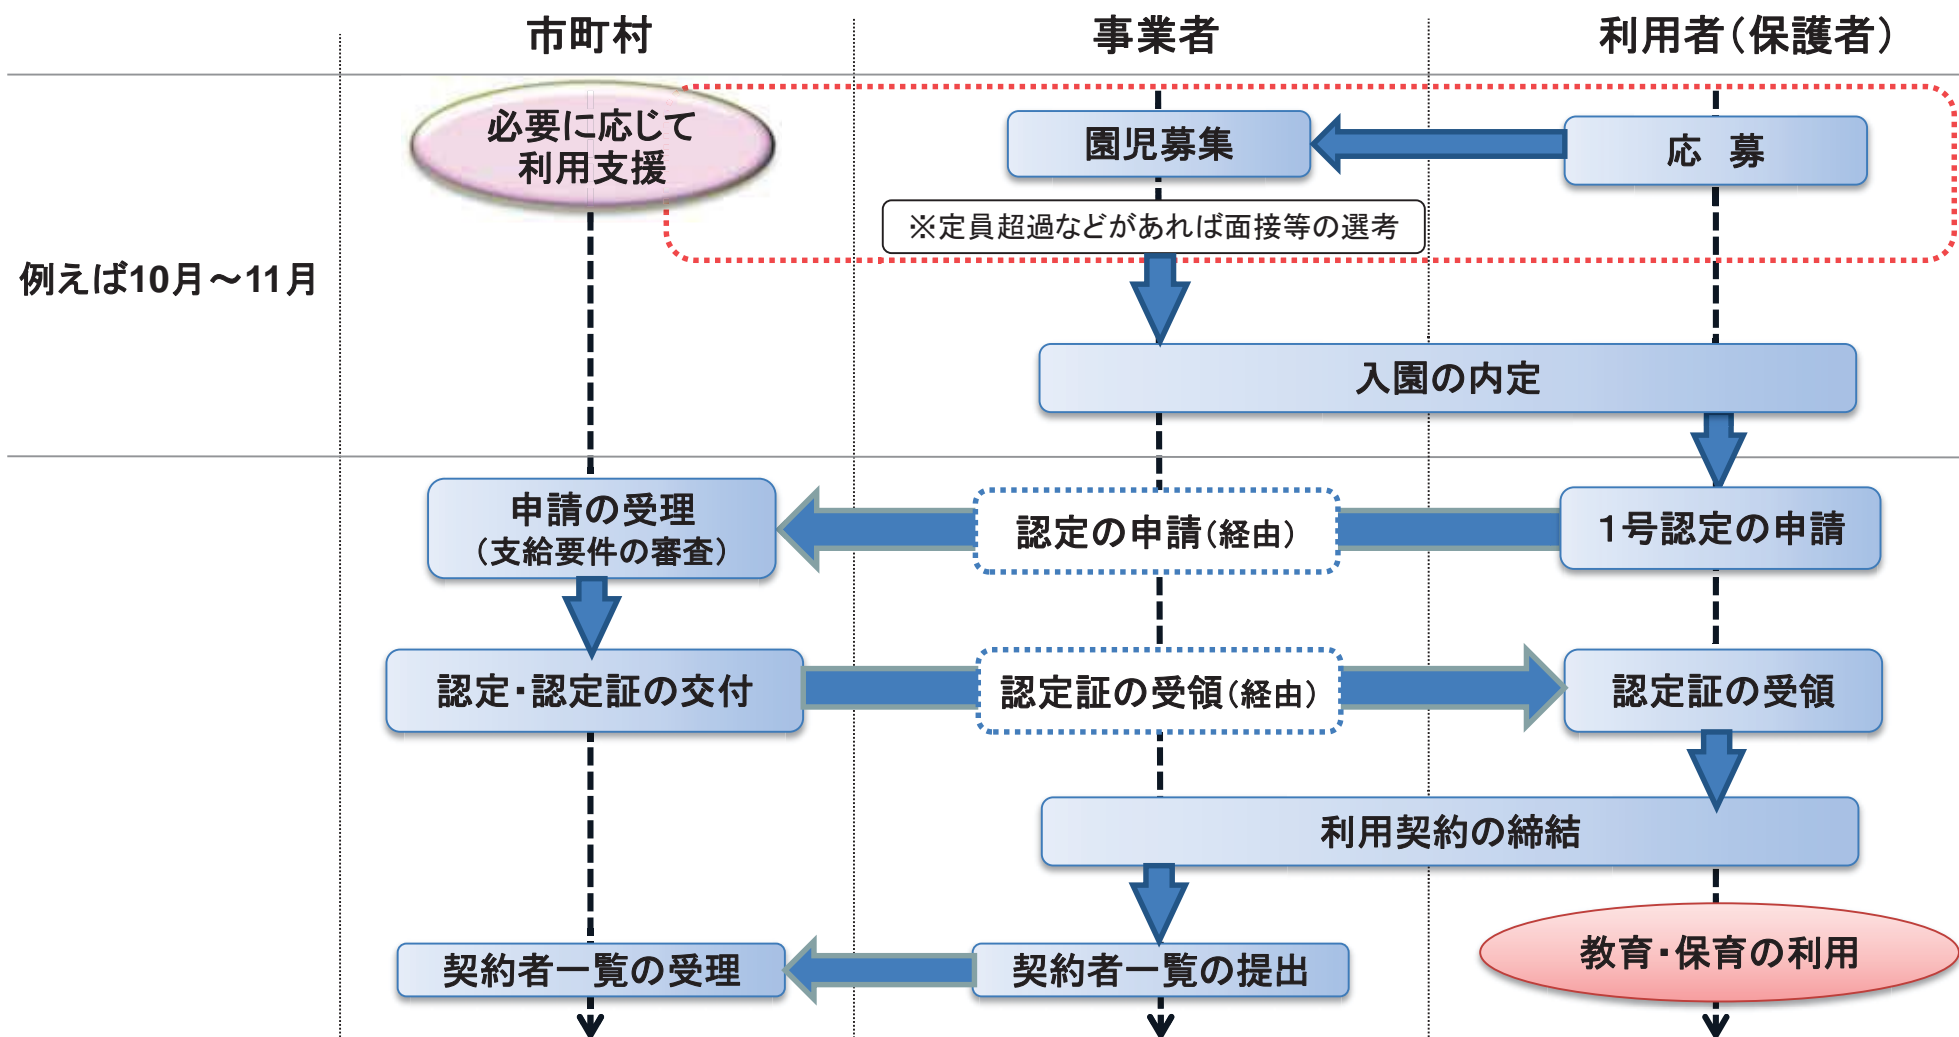 市町村
事業者
利用者(保護者)
必要に応じて
利用支援
園児募集
応　募
※定員超過などがあれば面接等の選考
例えば10月～11月
入園の内定
申請の受理
(支給要件の審査)
認定の申請(経由)
1号認定の申請
認定・認定証の交付
認定証の受領(経由)
認定証の受領
利用契約の締結
契約者一覧の受理
契約者一覧の提出
教育・保育の利用